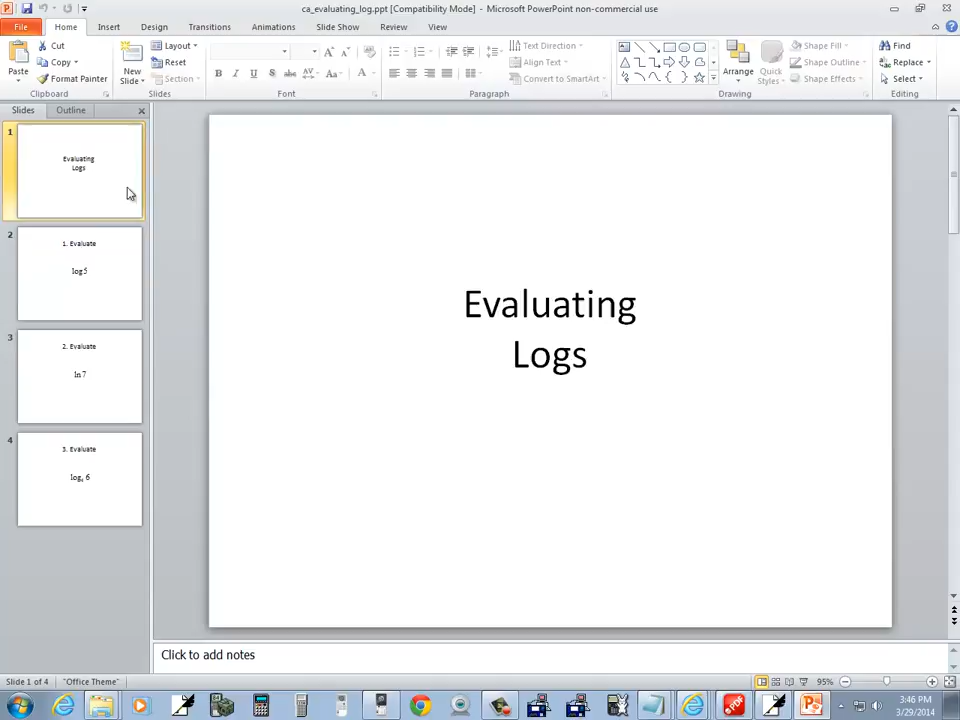 ca_evaluating_log.ppt [Compatibility Mode] - Microsoft PowerPoint non-commercial use
File Home Insert Design Transitions Animations Slide Show Review View
Paste
Cut
Copy
Format Painter
Clipboard
New
Slide
Layout
Reset
Section
Slides
B I U S abc AV Aa A
Font
Text Direction
Align Text
Convert to SmartArt
Paragraph
Arrange
Quick
Styles
Shape Fill
Shape Outline
Shape Effects
Drawing
Find
Replace
Select
Editing
Slides Outline
1
Evaluating
Logs
2
1. Evaluate
log5
3
2. Evaluate
ln7
4
3. Evaluate
Evaluating
Logs
Click to add notes
Slide 1 of 4 "Office Theme" 95%
3:46 PM
3/29/2014